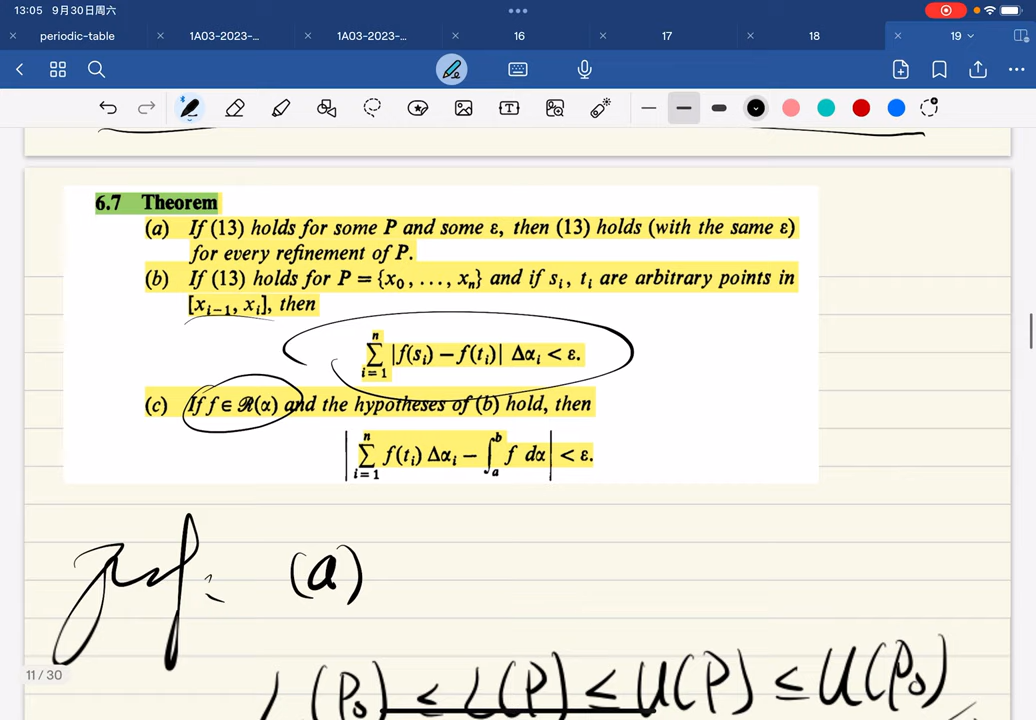 13:05 9月30日周六
periodic-table
1A03-2023-...
1A03-2023-...
16
17
18
19
6.7 Theorem
(a) If (13) holds for some P and some ε, then (13) holds (with the same ε)
for every refinement of P.
(b) If (13) holds for P = {x₀, . . . , xₙ} and if sᵢ, tᵢ are arbitrary points in
[xᵢ₋₁, xᵢ], then
n
∑ |f(sᵢ) − f(tᵢ)| Δαᵢ < ε.
i = 1
(c) If f ∈ ℛ(α) and the hypotheses of (b) hold, then
| ∑ᵢ₌₁ⁿ f(tᵢ) Δαᵢ − ∫ₐᵇ f dα | < ε.
(a)
11 / 30
L(P₀) ≤ L(P) ≤ U(P) ≤ U(P₀)